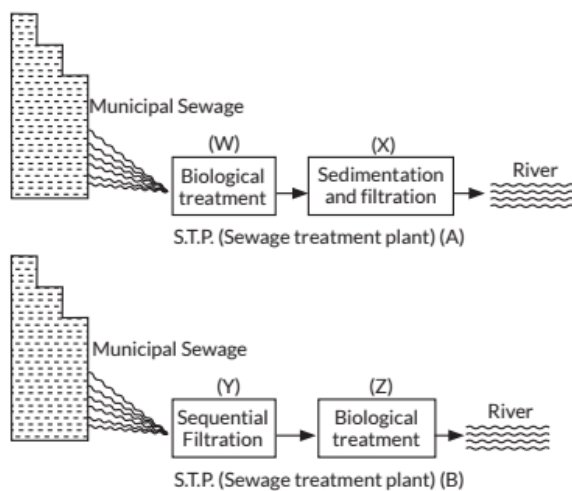 Municipal Sewage
(W)
Biological
treatment
(X)
Sedimentation
and filtration
River
S.T.P. (Sewage treatment plant) (A)
Municipal Sewage
(Y)
Sequential
Filtration
(Z)
Biological
treatment
River
S.T.P. (Sewage treatment plant) (B)